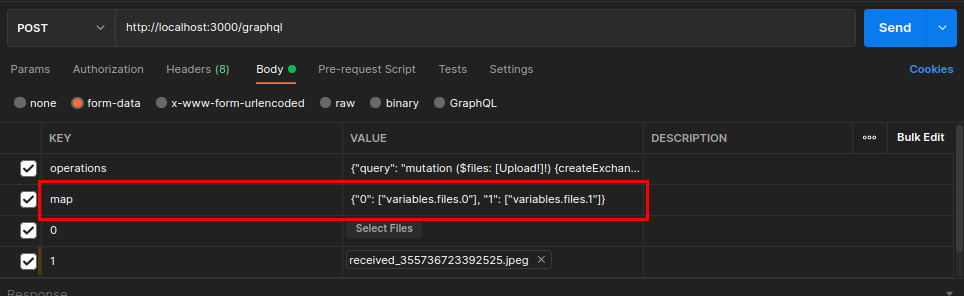 POST http://localhost:3000/graphql Send
Params Authorization Headers (8) Body Pre-request Script Tests Settings Cookies
none form-data x-www-form-urlencoded raw binary GraphQL
KEY VALUE DESCRIPTION ooo Bulk Edit
operations {"query": "mutation ($files: [Upload!]!) {createExchan...
map {"0": ["variables.files.0"], "1": ["variables.files.1"]}
0 Select Files
1 received_355736723392525.jpeg ×
Response